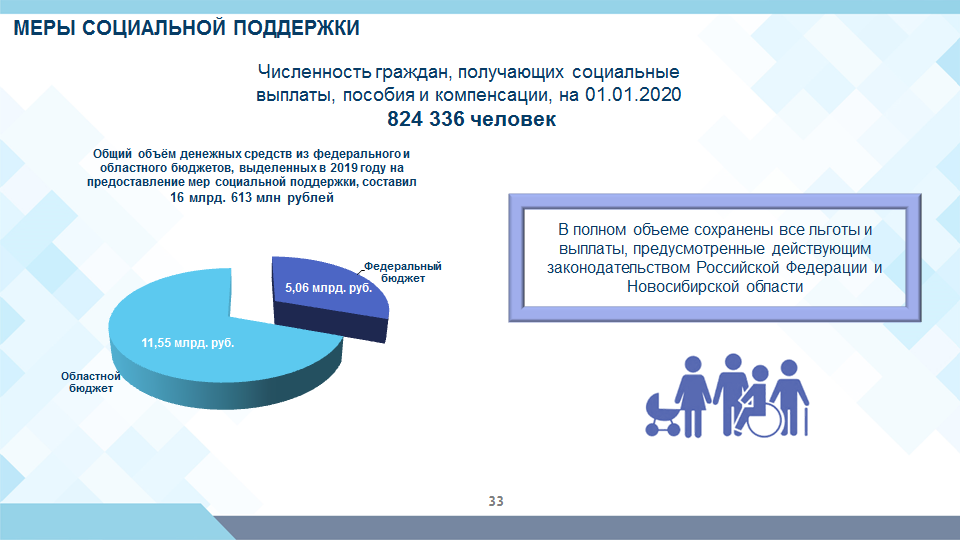 МЕРЫ СОЦИАЛЬНОЙ ПОДДЕРЖКИ
Численность граждан, получающих социальные
выплаты, пособия и компенсации, на 01.01.2020
824 336 человек
Общий объём денежных средств из федерального и
областного бюджетов, выделенных в 2019 году на
предоставление мер социальной поддержки, составил
16 млрд. 613 млн рублей
Федеральный
бюджет
5,06 млрд. руб.
11,55 млрд. руб.
Областной
бюджет
В полном объеме сохранены все льготы и
выплаты, предусмотренные действующим
законодательством Российской Федерации и
Новосибирской области
33